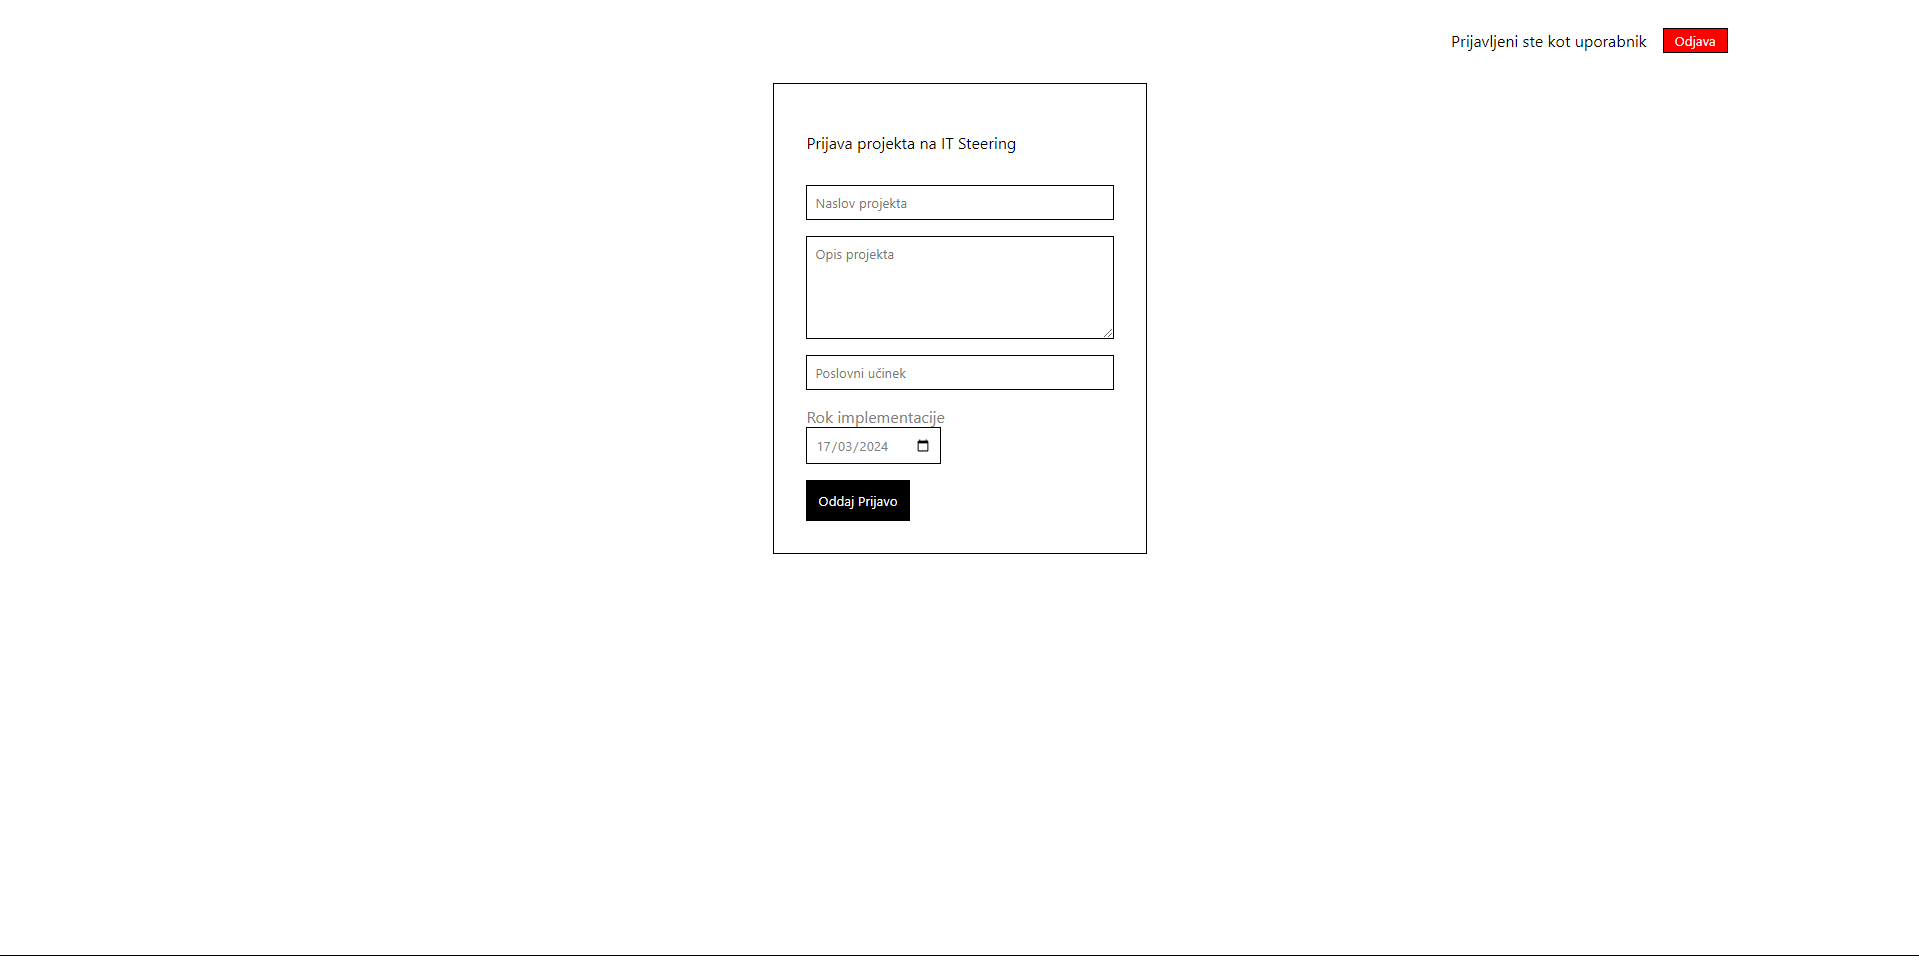 Prijavljeni ste kot uporabnik Odjava
Prijava projekta na IT Steering
Naslov projekta
Opis projekta
Poslovni učinek
Rok implementacije
17/03/2024
Oddaj Prijavo